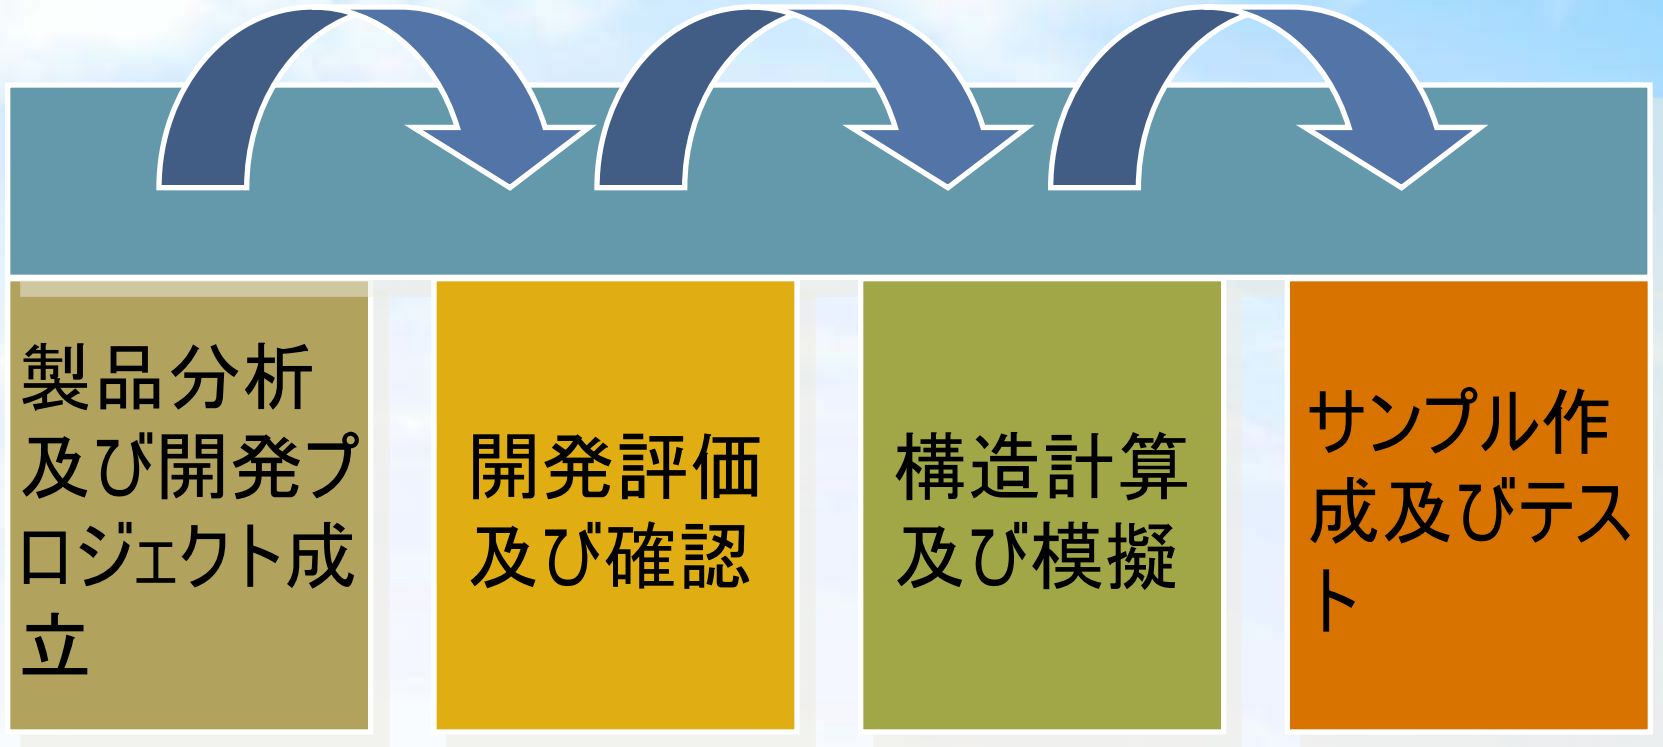 製品分析
及び開発プ
ロジェクト成
立
開発評価
及び確認
構造計算
及び模擬
サンプル作
成及びテス
ト